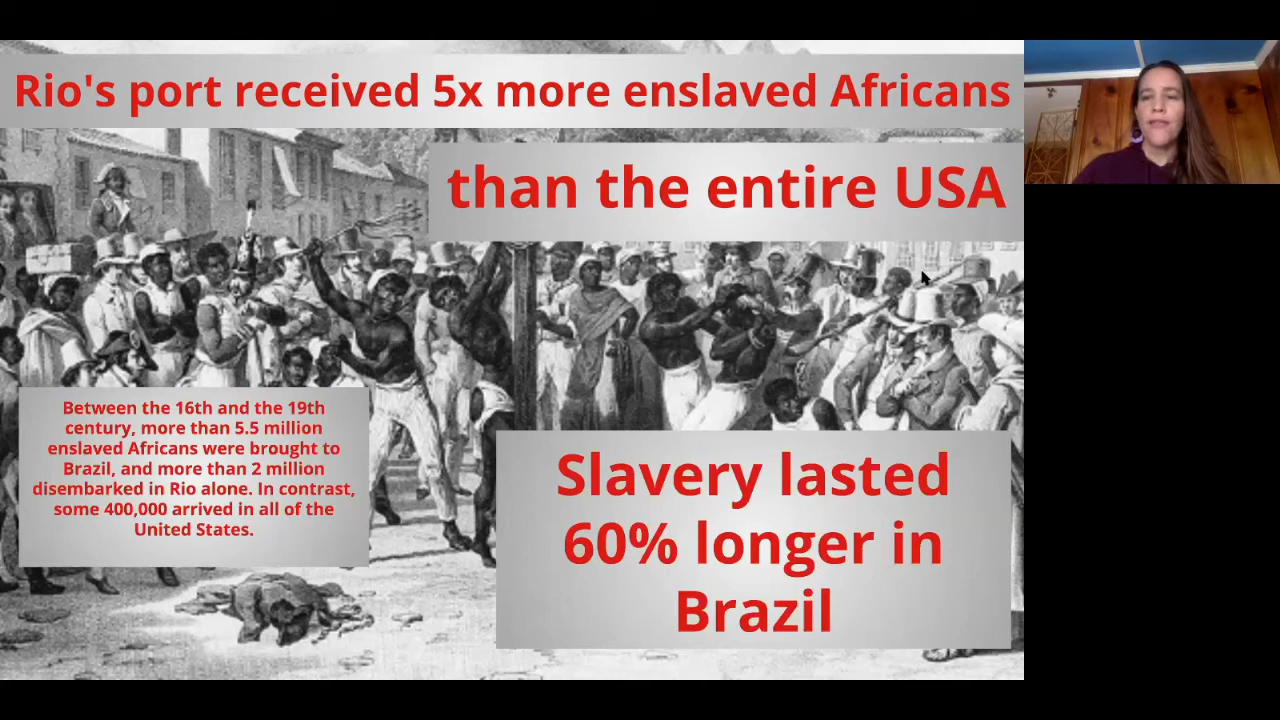 Rio's port received 5x more enslaved Africans
than the entire USA
Between the 16th and the 19th
century, more than 5.5 million
enslaved Africans were brought to
Brazil, and more than 2 million
disembarked in Rio alone. In contrast,
some 400,000 arrived in all of the
United States.
Slavery lasted
60% longer in
Brazil